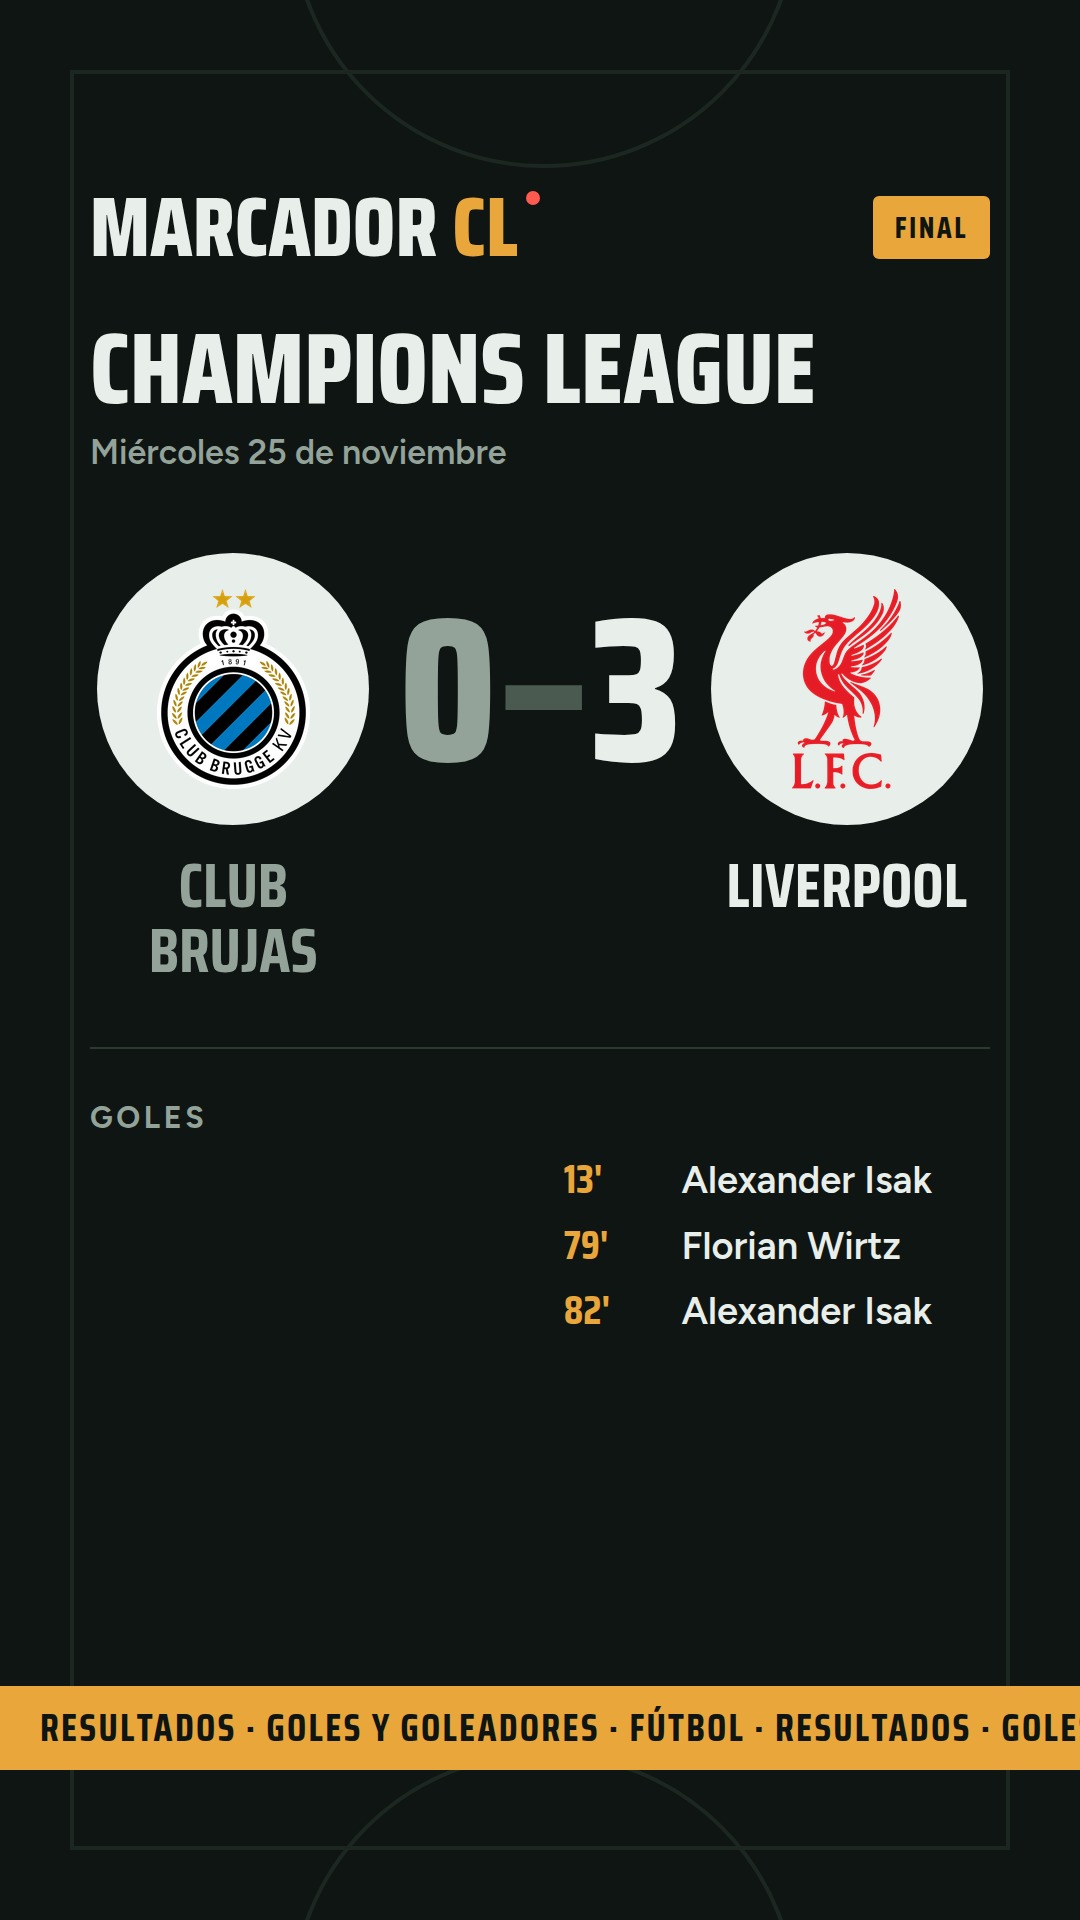 MARCADOR CL
FINAL
CHAMPIONS LEAGUE
Miércoles 25 de noviembre
1891
CLUB BRUGGE KV
0–3
L.F.C.
CLUB
BRUJAS
LIVERPOOL
GOLES
13' Alexander Isak
79' Florian Wirtz
82' Alexander Isak
RESULTADOS · GOLES Y GOLEADORES · FÚTBOL · RESULTADOS · GOLES